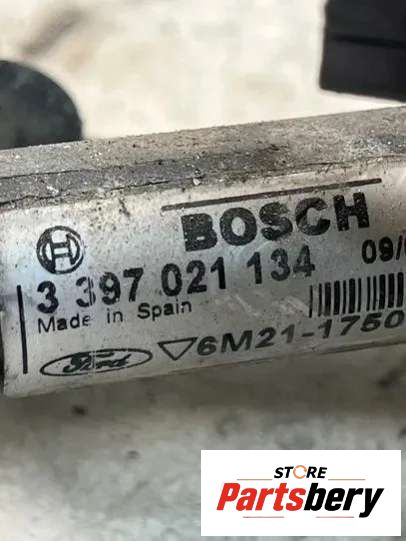 BOSCH
3 397 021 134
09/
Made in Spain
Ford
6M21-1750
STORE
Partsbery